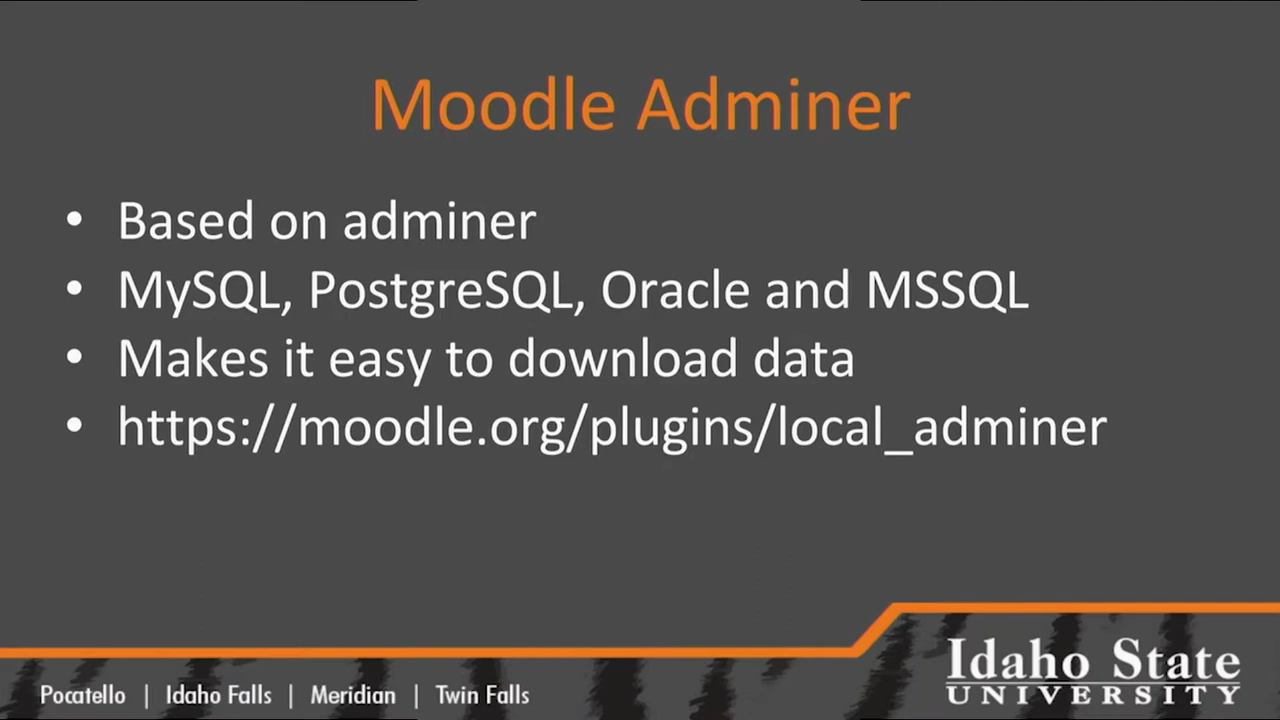 Moodle Adminer
• Based on adminer
• MySQL, PostgreSQL, Oracle and MSSQL
• Makes it easy to download data
• https://moodle.org/plugins/local_adminer
Pocatello | Idaho Falls | Meridian | Twin Falls
Idaho State
UNIVERSITY